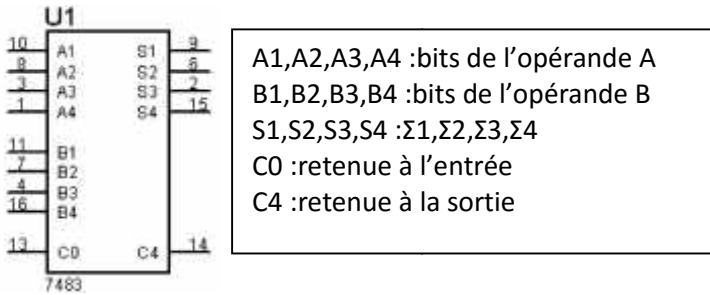 U1
10 A1 S1 9
8 A2 S2 6
3 A3 S3 2
1 A4 S4 15
11 B1
7 B2
4 B3
16 B4
13 C0 C4 14
7483
A1,A2,A3,A4 :bits de l’opérande A
B1,B2,B3,B4 :bits de l’opérande B
S1,S2,S3,S4 :Σ1,Σ2,Σ3,Σ4
C0 :retenue à l’entrée
C4 :retenue à la sortie